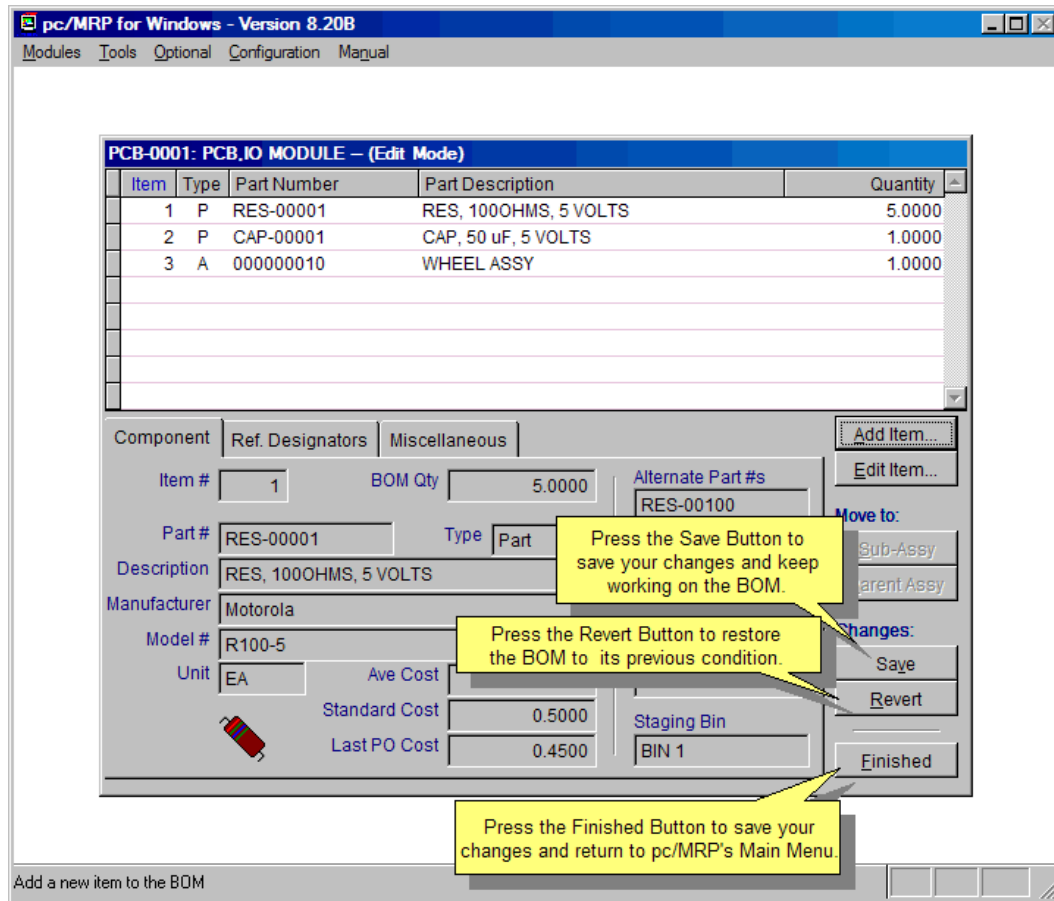 pc/MRP for Windows - Version 8.20B
Modules Tools Optional Configuration Manual
PCB-0001: PCB,IO MODULE – (Edit Mode)
Item Type Part Number Part Description Quantity
1 P RES-00001 RES, 100OHMS, 5 VOLTS 5.0000
2 P CAP-00001 CAP, 50 uF, 5 VOLTS 1.0000
3 A 000000010 WHEEL ASSY 1.0000
Component Ref. Designators Miscellaneous
Add Item...
Edit Item...
Item # 1 BOM Qty 5.0000 Alternate Part #s
RES-00100
Move to:
Part # RES-00001 Type Part
Press the Save Button to
save your changes and keep
working on the BOM.
Sub-Assy
arent Assy
Description RES, 100OHMS, 5 VOLTS
Manufacturer Motorola
Changes:
Model # R100-5
Press the Revert Button to restore
the BOM to its previous condition.
Save
Unit EA Ave Cost
Revert
Standard Cost 0.5000 Staging Bin
Last PO Cost 0.4500 BIN 1
Finished
Press the Finished Button to save your
changes and return to pc/MRP's Main Menu.
Add a new item to the BOM